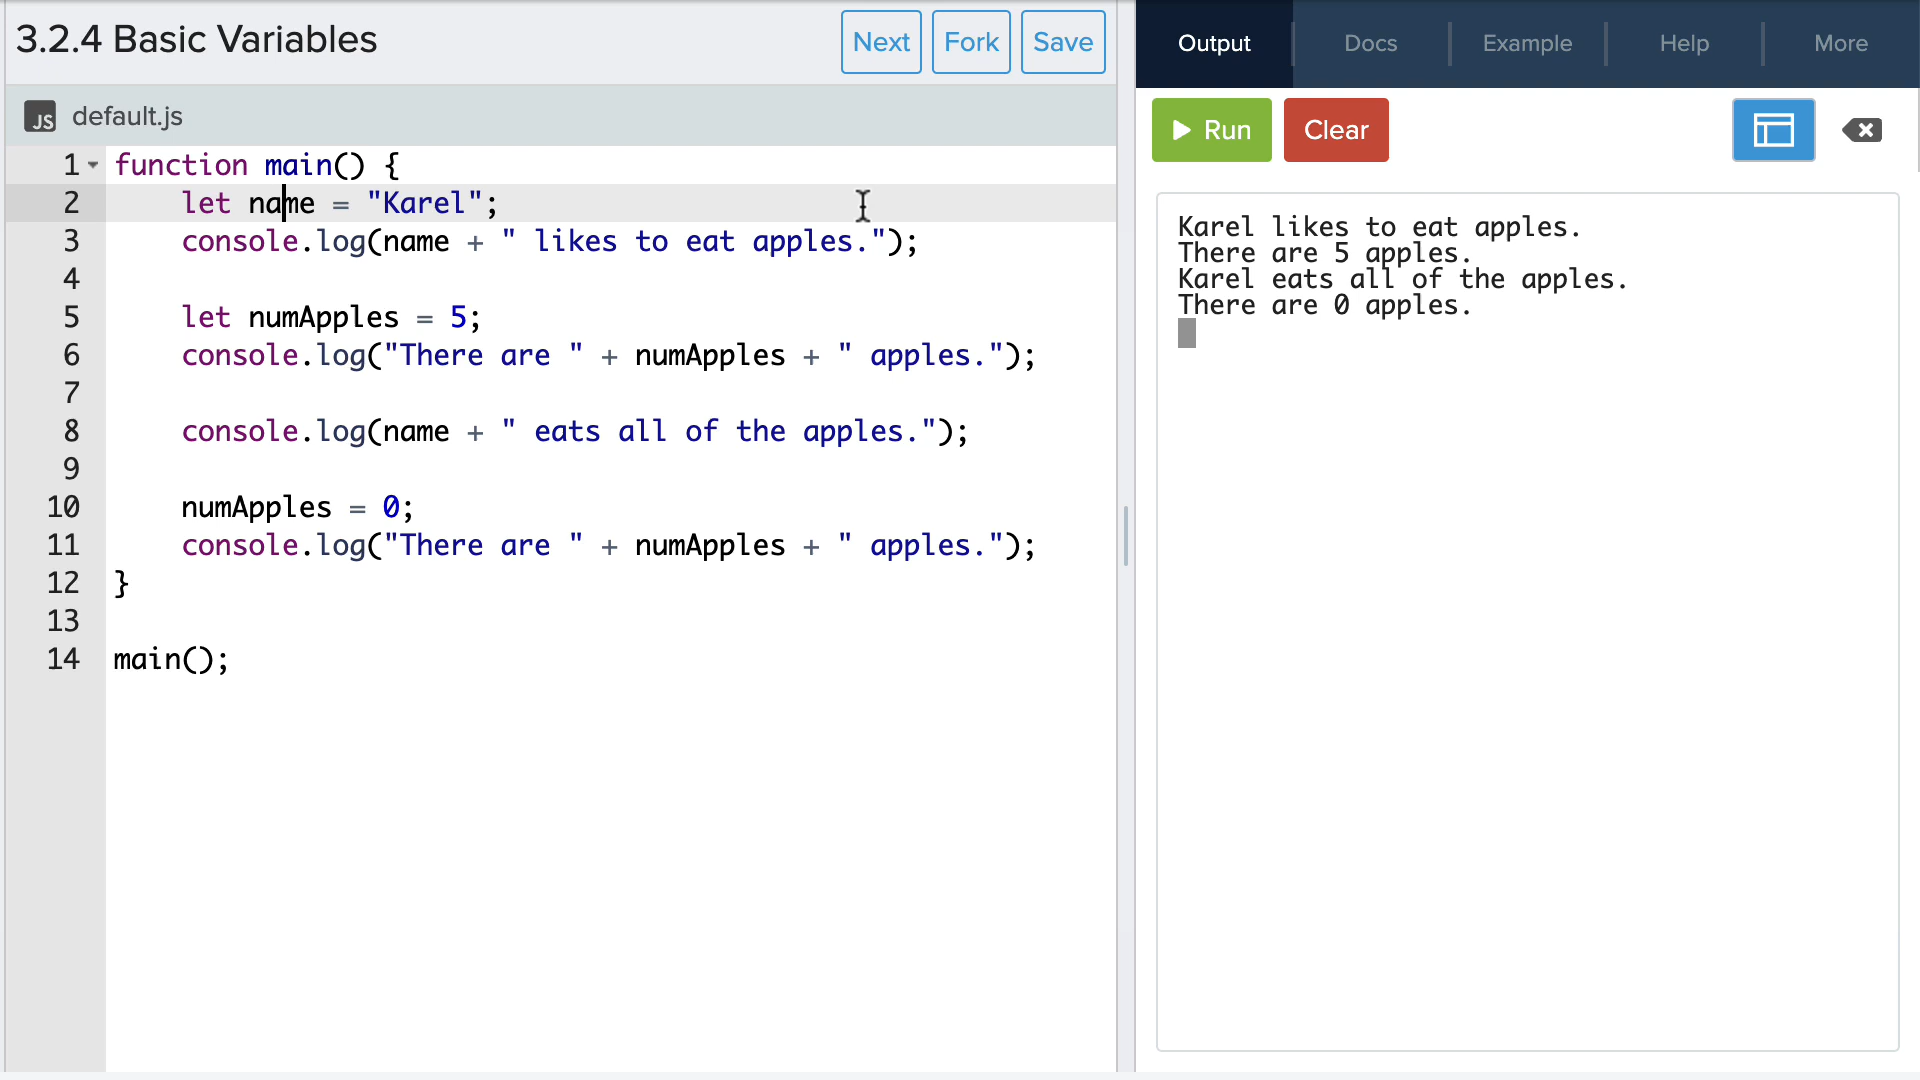 3.2.4 Basic Variables
Next Fork Save
Output Docs Example Help More
JS default.js
Run Clear
1 function main() {
2     let name = "Karel";
3     console.log(name + " likes to eat apples.");
4
5     let numApples = 5;
6     console.log("There are " + numApples + " apples.");
7
8     console.log(name + " eats all of the apples.");
9
10     numApples = 0;
11     console.log("There are " + numApples + " apples.");
12 }
13
14 main();
Karel likes to eat apples.
There are 5 apples.
Karel eats all of the apples.
There are 0 apples.